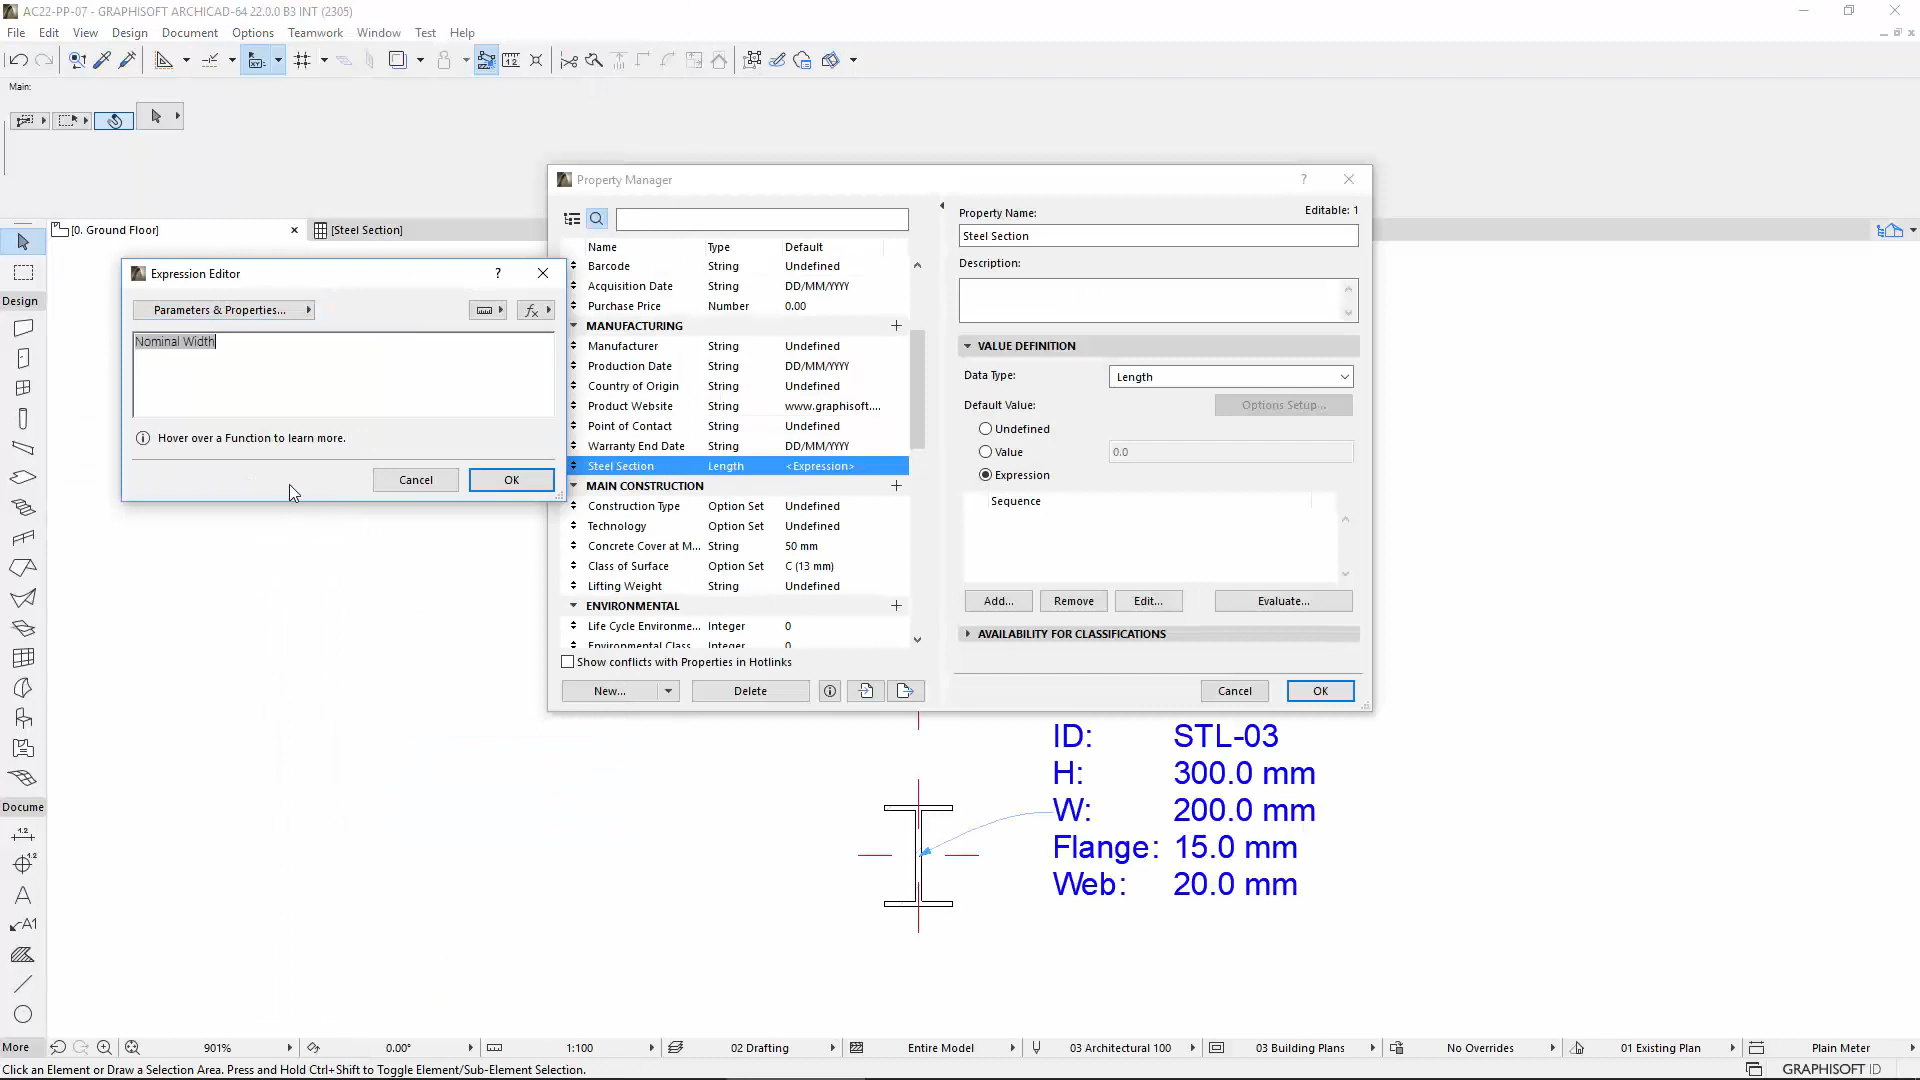 AC22-PP-07 - GRAPHISOFT ARCHICAD-64 22.0.0 B3 INT (2305)
File Edit View Design Document Options Teamwork Window Test Help
Main:
[0. Ground Floor]
[Steel Section]
Design
Docume
More
Expression Editor
Parameters & Properties...
fx
Nominal Width
Hover over a Function to learn more.
Cancel OK
Property Manager
Name Type Default
Barcode String Undefined
Acquisition Date String DD/MM/YYYY
Purchase Price Number 0.00
MANUFACTURING
Manufacturer String Undefined
Production Date String DD/MM/YYYY
Country of Origin String Undefined
Product Website String www.graphisoft....
Point of Contact String Undefined
Warranty End Date String DD/MM/YYYY
Steel Section Length <Expression>
MAIN CONSTRUCTION
Construction Type Option Set Undefined
Technology Option Set Undefined
Concrete Cover at M... String 50 mm
Class of Surface Option Set C (13 mm)
Lifting Weight String Undefined
ENVIRONMENTAL
Life Cycle Environme... Integer 0
Environmental Class Integer 0
Show conflicts with Properties in Hotlinks
New... Delete
Property Name: Editable: 1
Steel Section
Description:
VALUE DEFINITION
Data Type: Length
Default Value: Options Setup...
Undefined
Value 0.0
Expression
Sequence
Add... Remove Edit... Evaluate...
AVAILABILITY FOR CLASSIFICATIONS
Cancel OK
ID: STL-03
H: 300.0 mm
W: 200.0 mm
Flange: 15.0 mm
Web: 20.0 mm
901% 0.00° 1:100 02 Drafting Entire Model 03 Architectural 100 03 Building Plans No Overrides 01 Existing Plan Plain Meter
Click an Element or Draw a Selection Area. Press and Hold Ctrl+Shift to Toggle Element/Sub-Element Selection.
GRAPHISOFT ID